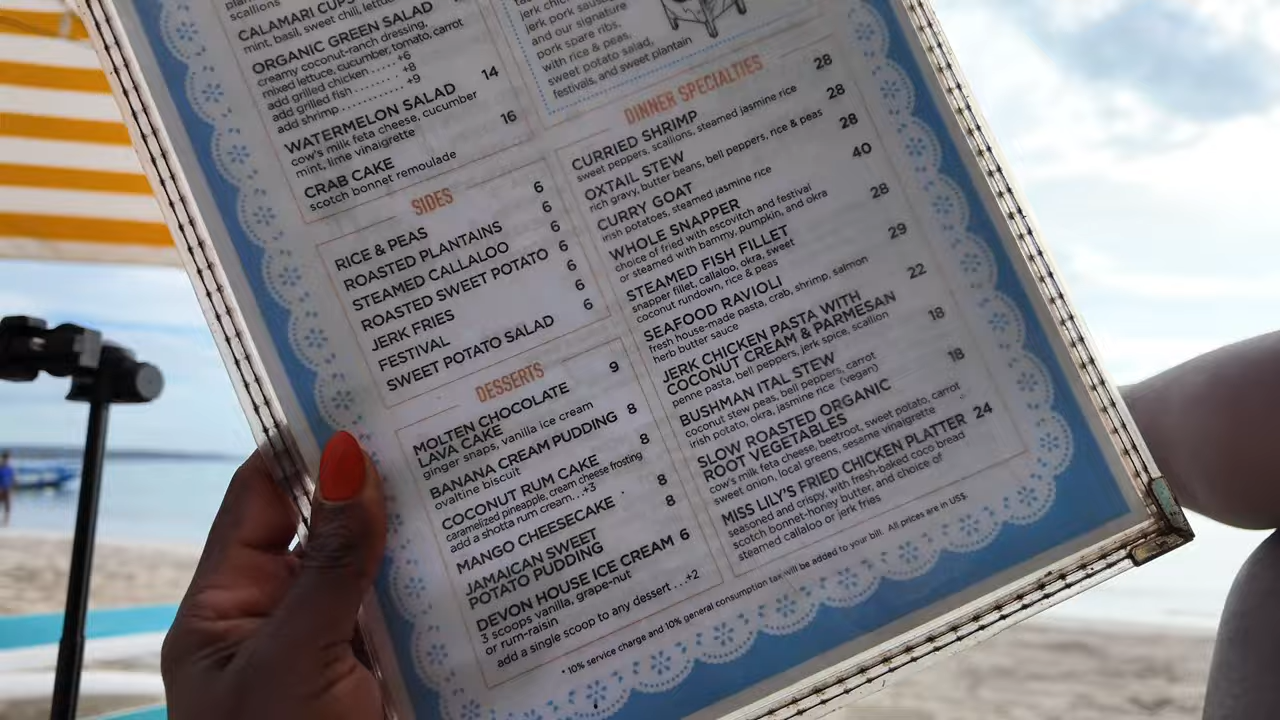 scallions
CALAMARI CUPS
mint, basil, sweet chili, lettuce
ORGANIC GREEN SALAD
creamy coconut-ranch dressing,
mixed lettuce, cucumber, tomato, carrot
add grilled chicken ..... +6
add grilled fish ........... +8
add shrimp ................ +9
WATERMELON SALAD 14
cow's milk feta cheese, cucumber
mint, lime vinaigrette
CRAB CAKE 16
scotch bonnet remoulade
SIDES
RICE & PEAS 6
ROASTED PLANTAINS 6
STEAMED CALLALOO 6
ROASTED SWEET POTATO 6
JERK FRIES 6
FESTIVAL 6
SWEET POTATO SALAD 6
DESSERTS
MOLTEN CHOCOLATE 9
LAVA CAKE
ginger snaps, vanilla ice cream
BANANA CREAM PUDDING 8
ovaltine biscuit
COCONUT RUM CAKE 8
caramelized pineapple, cream cheese frosting
add a shotta rum cream...+3
MANGO CHEESECAKE 8
JAMAICAN SWEET 8
POTATO PUDDING
DEVON HOUSE ICE CREAM 6
3 scoops vanilla, grape-nut
or rum-raisin
add a single scoop to any dessert ...+2
jerk chicken
jerk pork sausage
and our signature
pork spare ribs,
with rice & peas,
sweet potato salad,
festivals, and sweet plantain
DINNER SPECIALTIES
CURRIED SHRIMP 28
sweet peppers, scallions, steamed jasmine rice
OXTAIL STEW 28
rich gravy, butter beans, bell peppers, rice & peas
CURRY GOAT 28
irish potatoes, steamed jasmine rice
WHOLE SNAPPER 40
choice of fried with escovitch and festival
or steamed with bammy, pumpkin, and okra
STEAMED FISH FILLET 28
snapper fillet, callaloo, okra, sweet
coconut rundown, rice & peas
SEAFOOD RAVIOLI 29
fresh house-made pasta, crab, shrimp, salmon
herb butter sauce
JERK CHICKEN PASTA WITH 22
COCONUT CREAM & PARMESAN
penne pasta, bell peppers, jerk spice, scallion
BUSHMAN ITAL STEW 18
coconut stew peas, bell peppers, carrot
irish potato, okra, jasmine rice (vegan)
SLOW ROASTED ORGANIC 18
ROOT VEGETABLES
cow's milk feta cheese, beetroot, sweet potato, carrot
sweet onion, local greens, sesame vinaigrette
MISS LILY'S FRIED CHICKEN PLATTER 24
seasoned and crispy, with fresh-baked coco bread
scotch bonnet-honey butter, and choice of
steamed callaloo or jerk fries
* 10% service charge and 10% general consumption tax will be added to your bill. All prices are in US$.